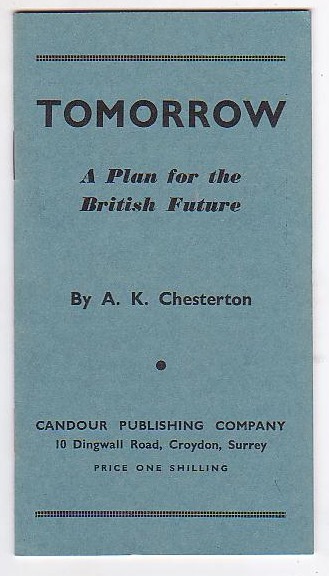 TOMORROW
A Plan for the
British Future
By A. K. Chesterton
CANDOUR PUBLISHING COMPANY
10 Dingwall Road, Croydon, Surrey
PRICE ONE SHILLING